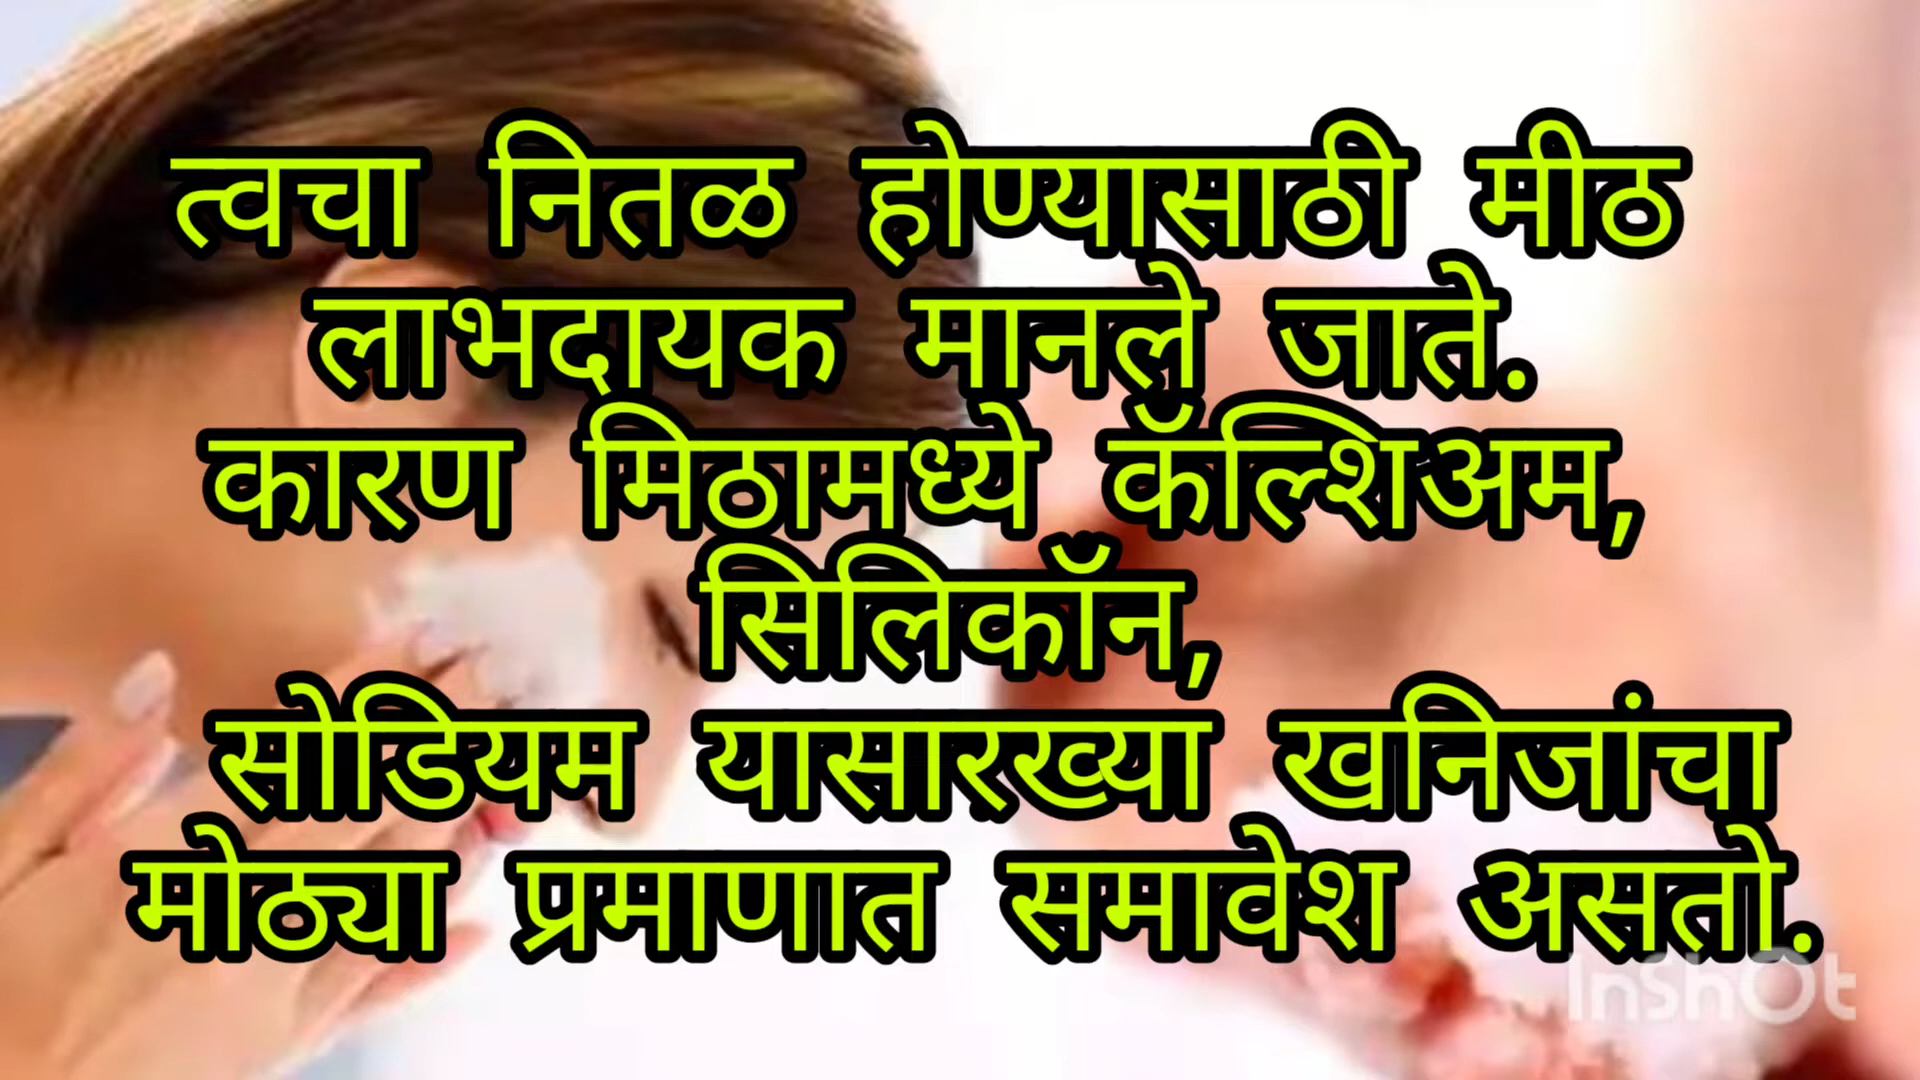 त्वचा नितळ होण्यासाठी मीठ
लाभदायक मानले जाते.
कारण मिठामध्ये कॅल्शिअम,
सिलिकॉन,
सोडियम यासारख्या खनिजांचा
मोठ्या प्रमाणात समावेश असतो.
InShOt